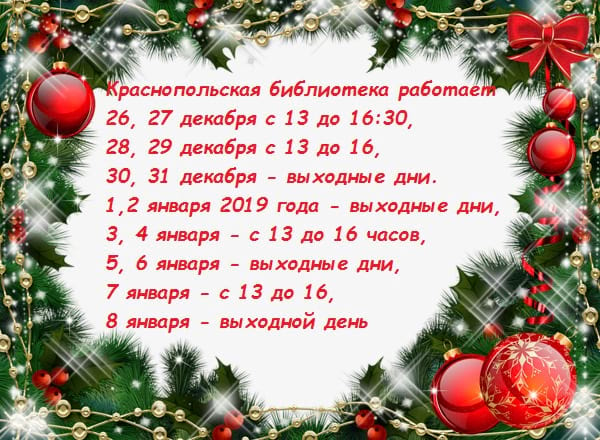 Краснопольская библиотека работает
26, 27 декабря с 13 до 16:30,
28, 29 декабря с 13 до 16,
30, 31 декабря - выходные дни.
1,2 января 2019 года - выходные дни,
3, 4 января - с 13 до 16 часов,
5, 6 января - выходные дни,
7 января - с 13 до 16,
8 января - выходной день